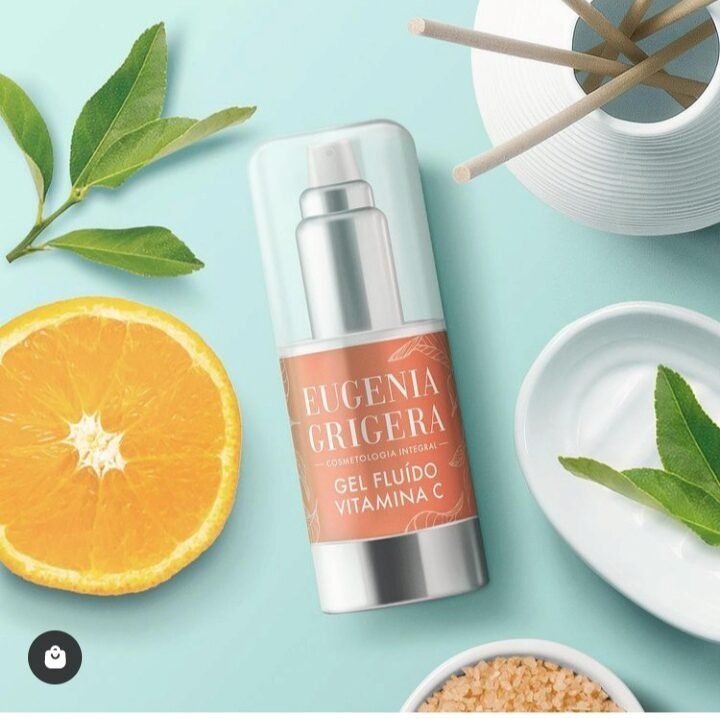 EUGENIA
GRIGERA
COSMETOLOGIA INTEGRAL
GEL FLUÍDO
VITAMINA C